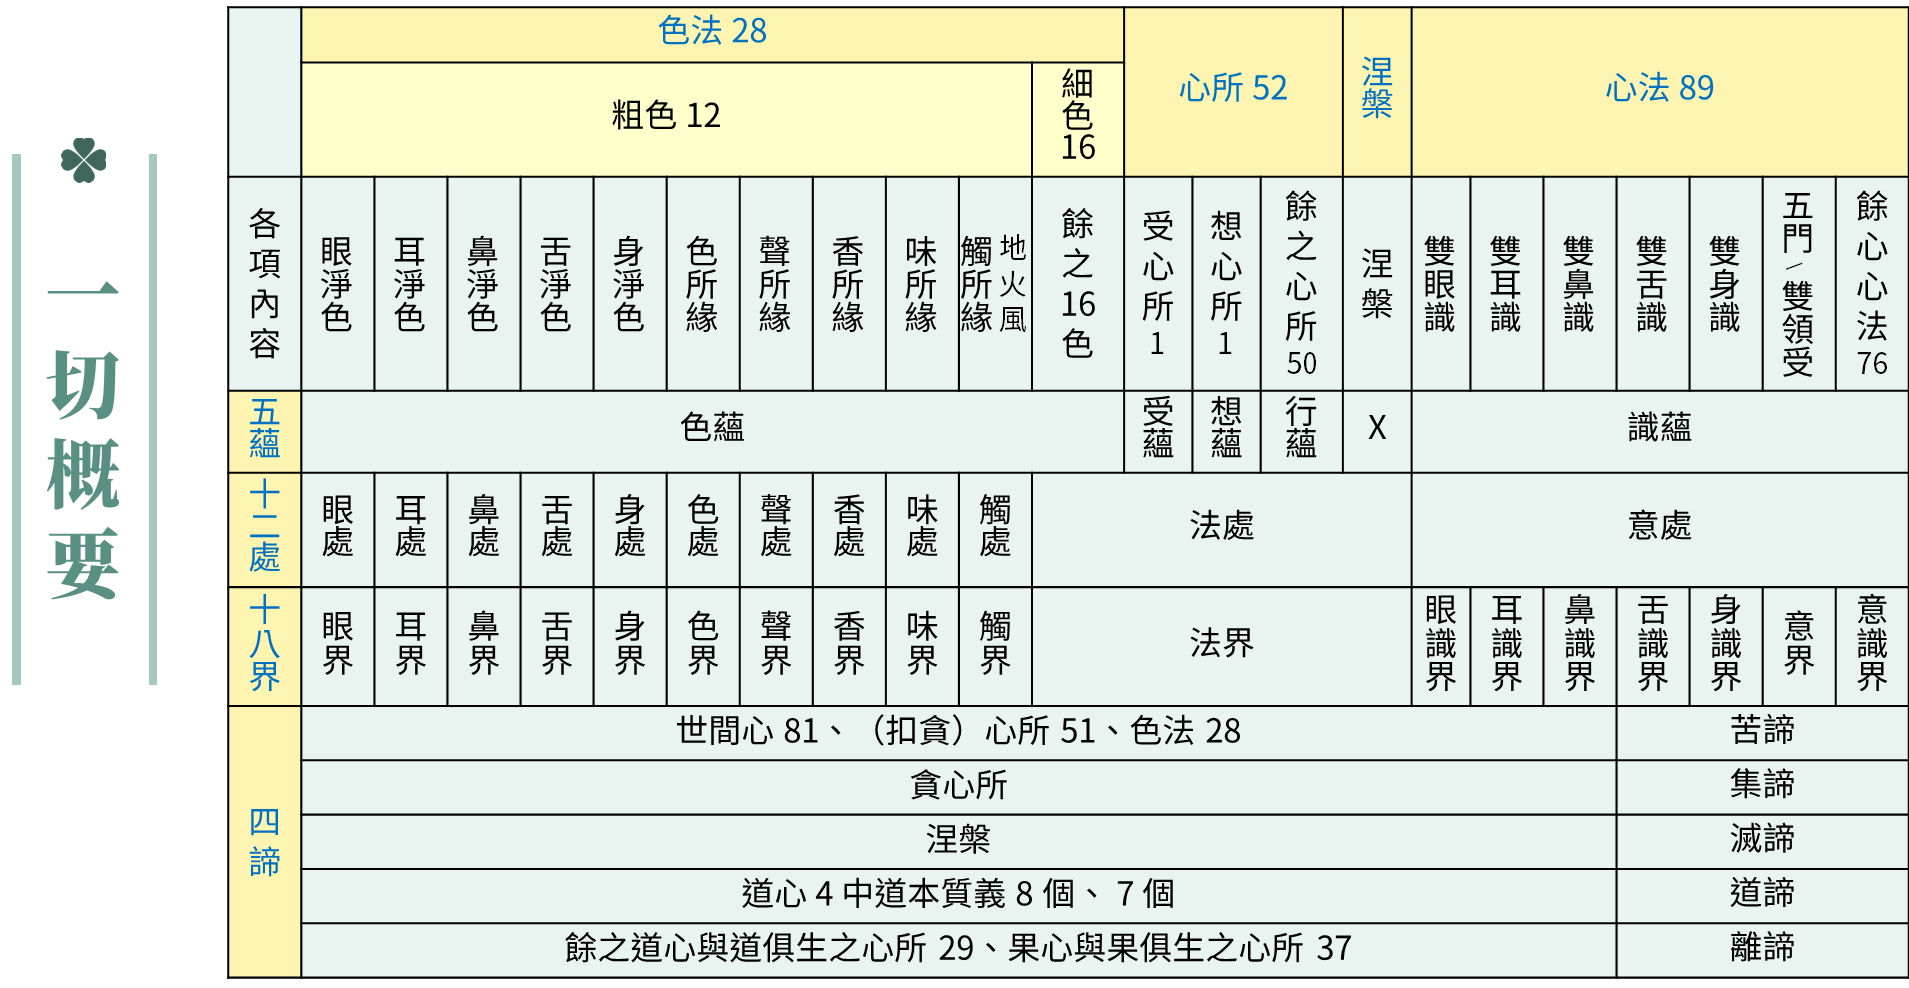 一切概要
色法 28
心所 52
涅槃
心法 89
粗色 12
細色16
各項內容
眼淨色
耳淨色
鼻淨色
舌淨色
身淨色
色所緣
聲所緣
香所緣
味所緣
觸所緣
地火風
餘之16色
受心所1
想心所1
餘之心所50
涅槃
雙眼識
雙耳識
雙鼻識
雙舌識
雙身識
五門/雙領受
餘心心法76
五蘊
色蘊
受蘊
想蘊
行蘊
X
識蘊
十二處
眼處
耳處
鼻處
舌處
身處
色處
聲處
香處
味處
觸處
法處
意處
十八界
眼界
耳界
鼻界
舌界
身界
色界
聲界
香界
味界
觸界
法界
眼識界
耳識界
鼻識界
舌識界
身識界
意界
意識界
四諦
世間心 81、（扣貪）心所 51、色法 28
苦諦
貪心所
集諦
涅槃
滅諦
道心 4 中道本質義 8 個、 7 個
道諦
餘之道心與道俱生之心所 29、果心與果俱生之心所 37
離諦